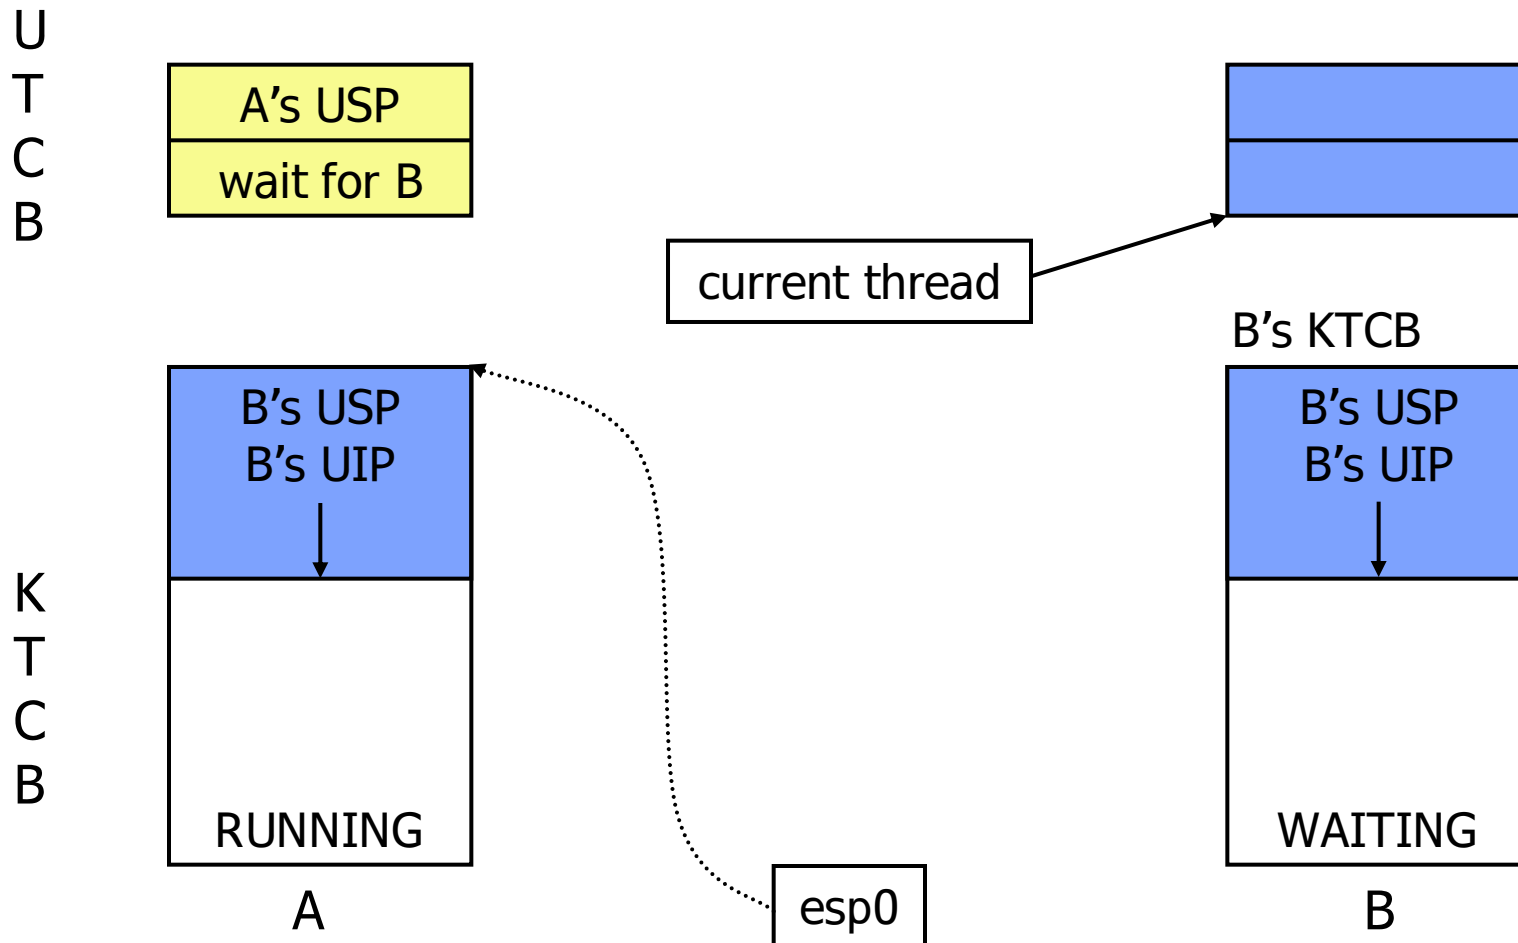 U
T
C
B
A’s USP
wait for B
current thread
B’s KTCB
B’s USP
B’s UIP
B’s USP
B’s UIP
K
T
C
B
RUNNING
WAITING
A
esp0
B